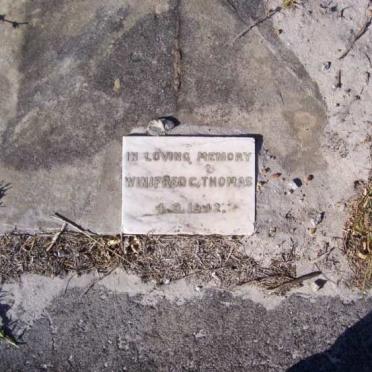 IN LOVING MEMORY
WINIFRED C. THOMAS